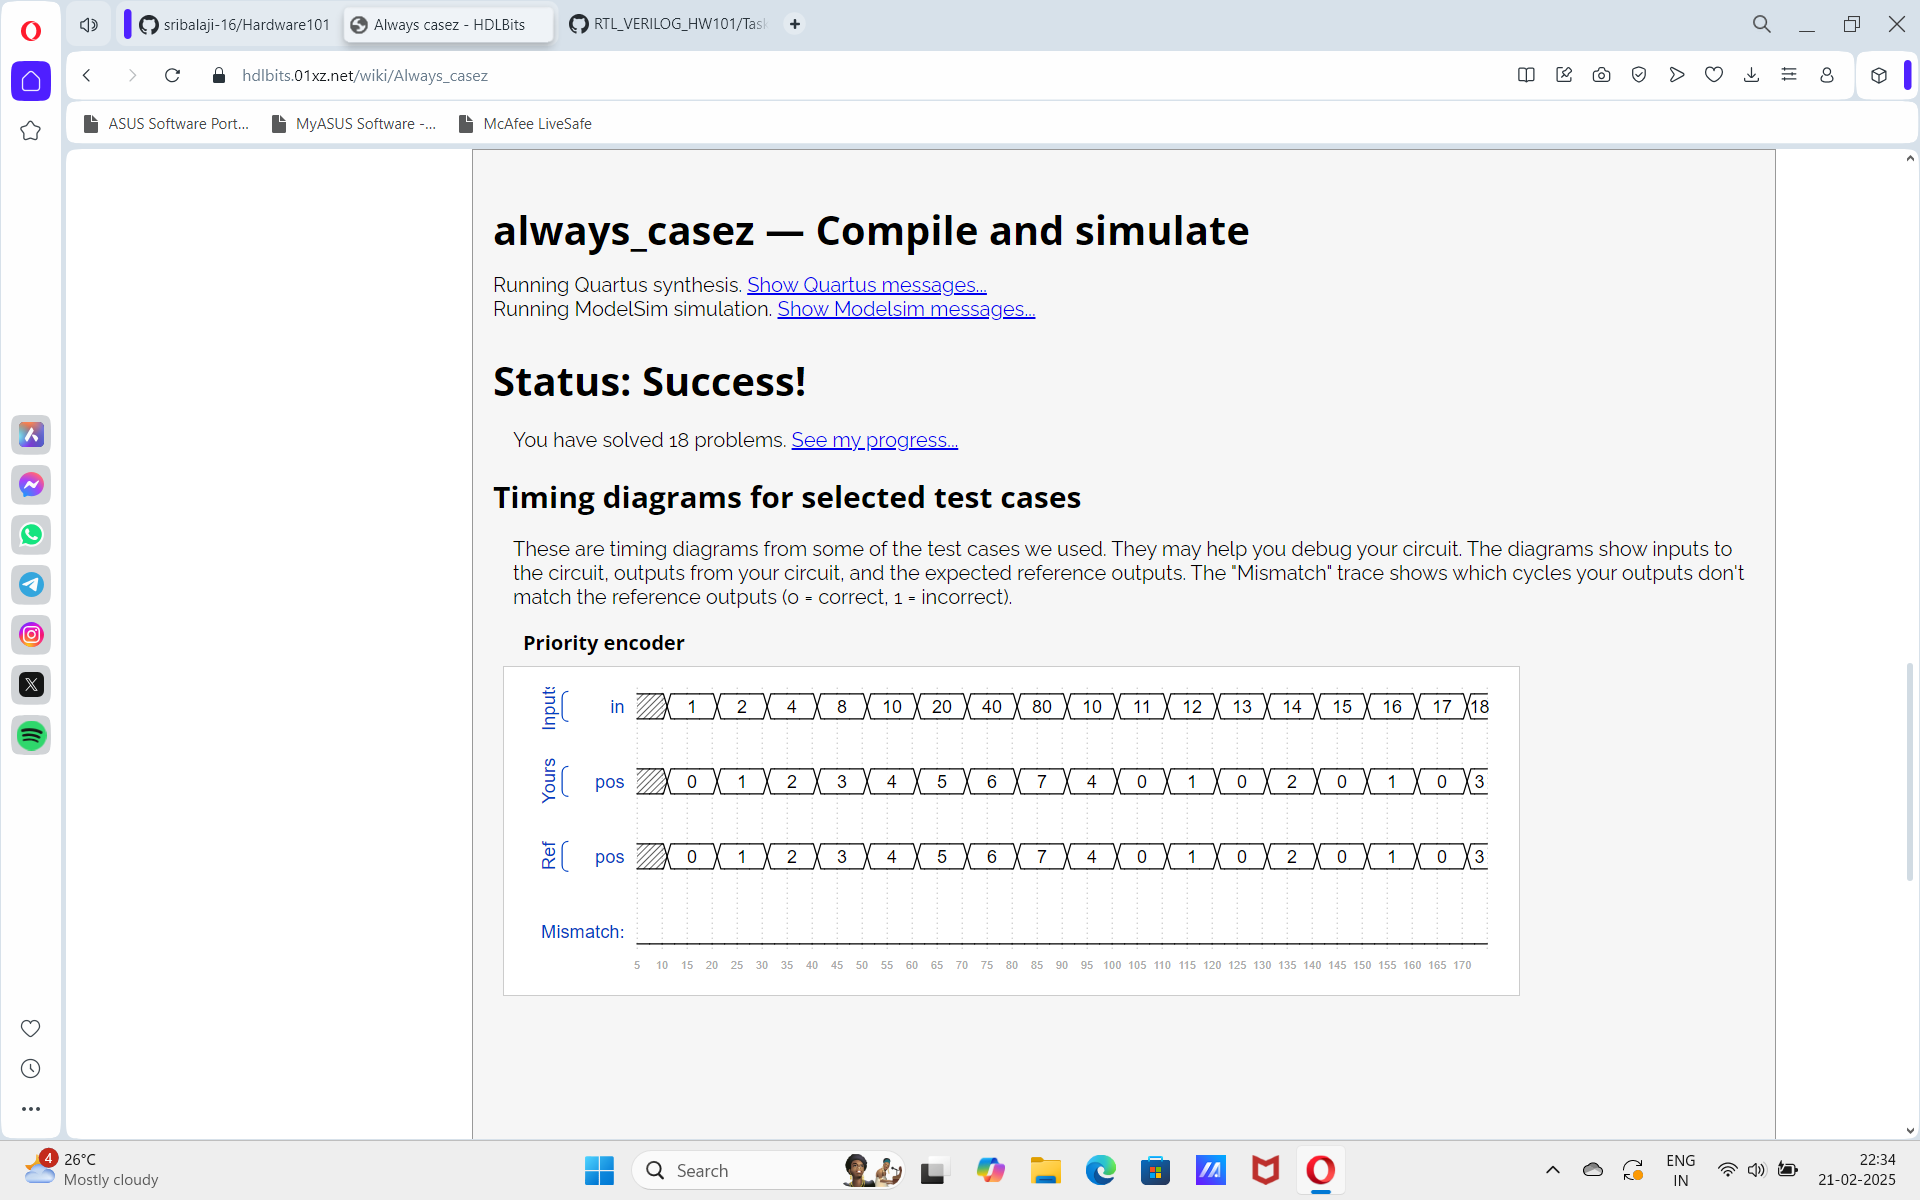 sribalaji-16/Hardware101
Always casez - HDLBits
RTL_VERILOG_HW101/Task
hdlbits.01xz.net/wiki/Always_casez
ASUS Software Port...
MyASUS Software -...
McAfee LiveSafe
always_casez — Compile and simulate
Running Quartus synthesis. Show Quartus messages...
Running ModelSim simulation. Show Modelsim messages...
Status: Success!
You have solved 18 problems. See my progress...
Timing diagrams for selected test cases
These are timing diagrams from some of the test cases we used. They may help you debug your circuit. The diagrams show inputs to
the circuit, outputs from your circuit, and the expected reference outputs. The "Mismatch" trace shows which cycles your outputs don't
match the reference outputs (0 = correct, 1 = incorrect).
Priority encoder
Inputs in 1 2 4 8 10 20 40 80 10 11 12 13 14 15 16 17 18
Yours pos 0 1 2 3 4 5 6 7 4 0 1 0 2 0 1 0 3
Ref pos 0 1 2 3 4 5 6 7 4 0 1 0 2 0 1 0 3
Mismatch:
5 10 15 20 25 30 35 40 45 50 55 60 65 70 75 80 85 90 95 100 105 110 115 120 125 130 135 140 145 150 155 160 165 170
4
26°C
Mostly cloudy
Search
ENG
IN
22:34
21-02-2025